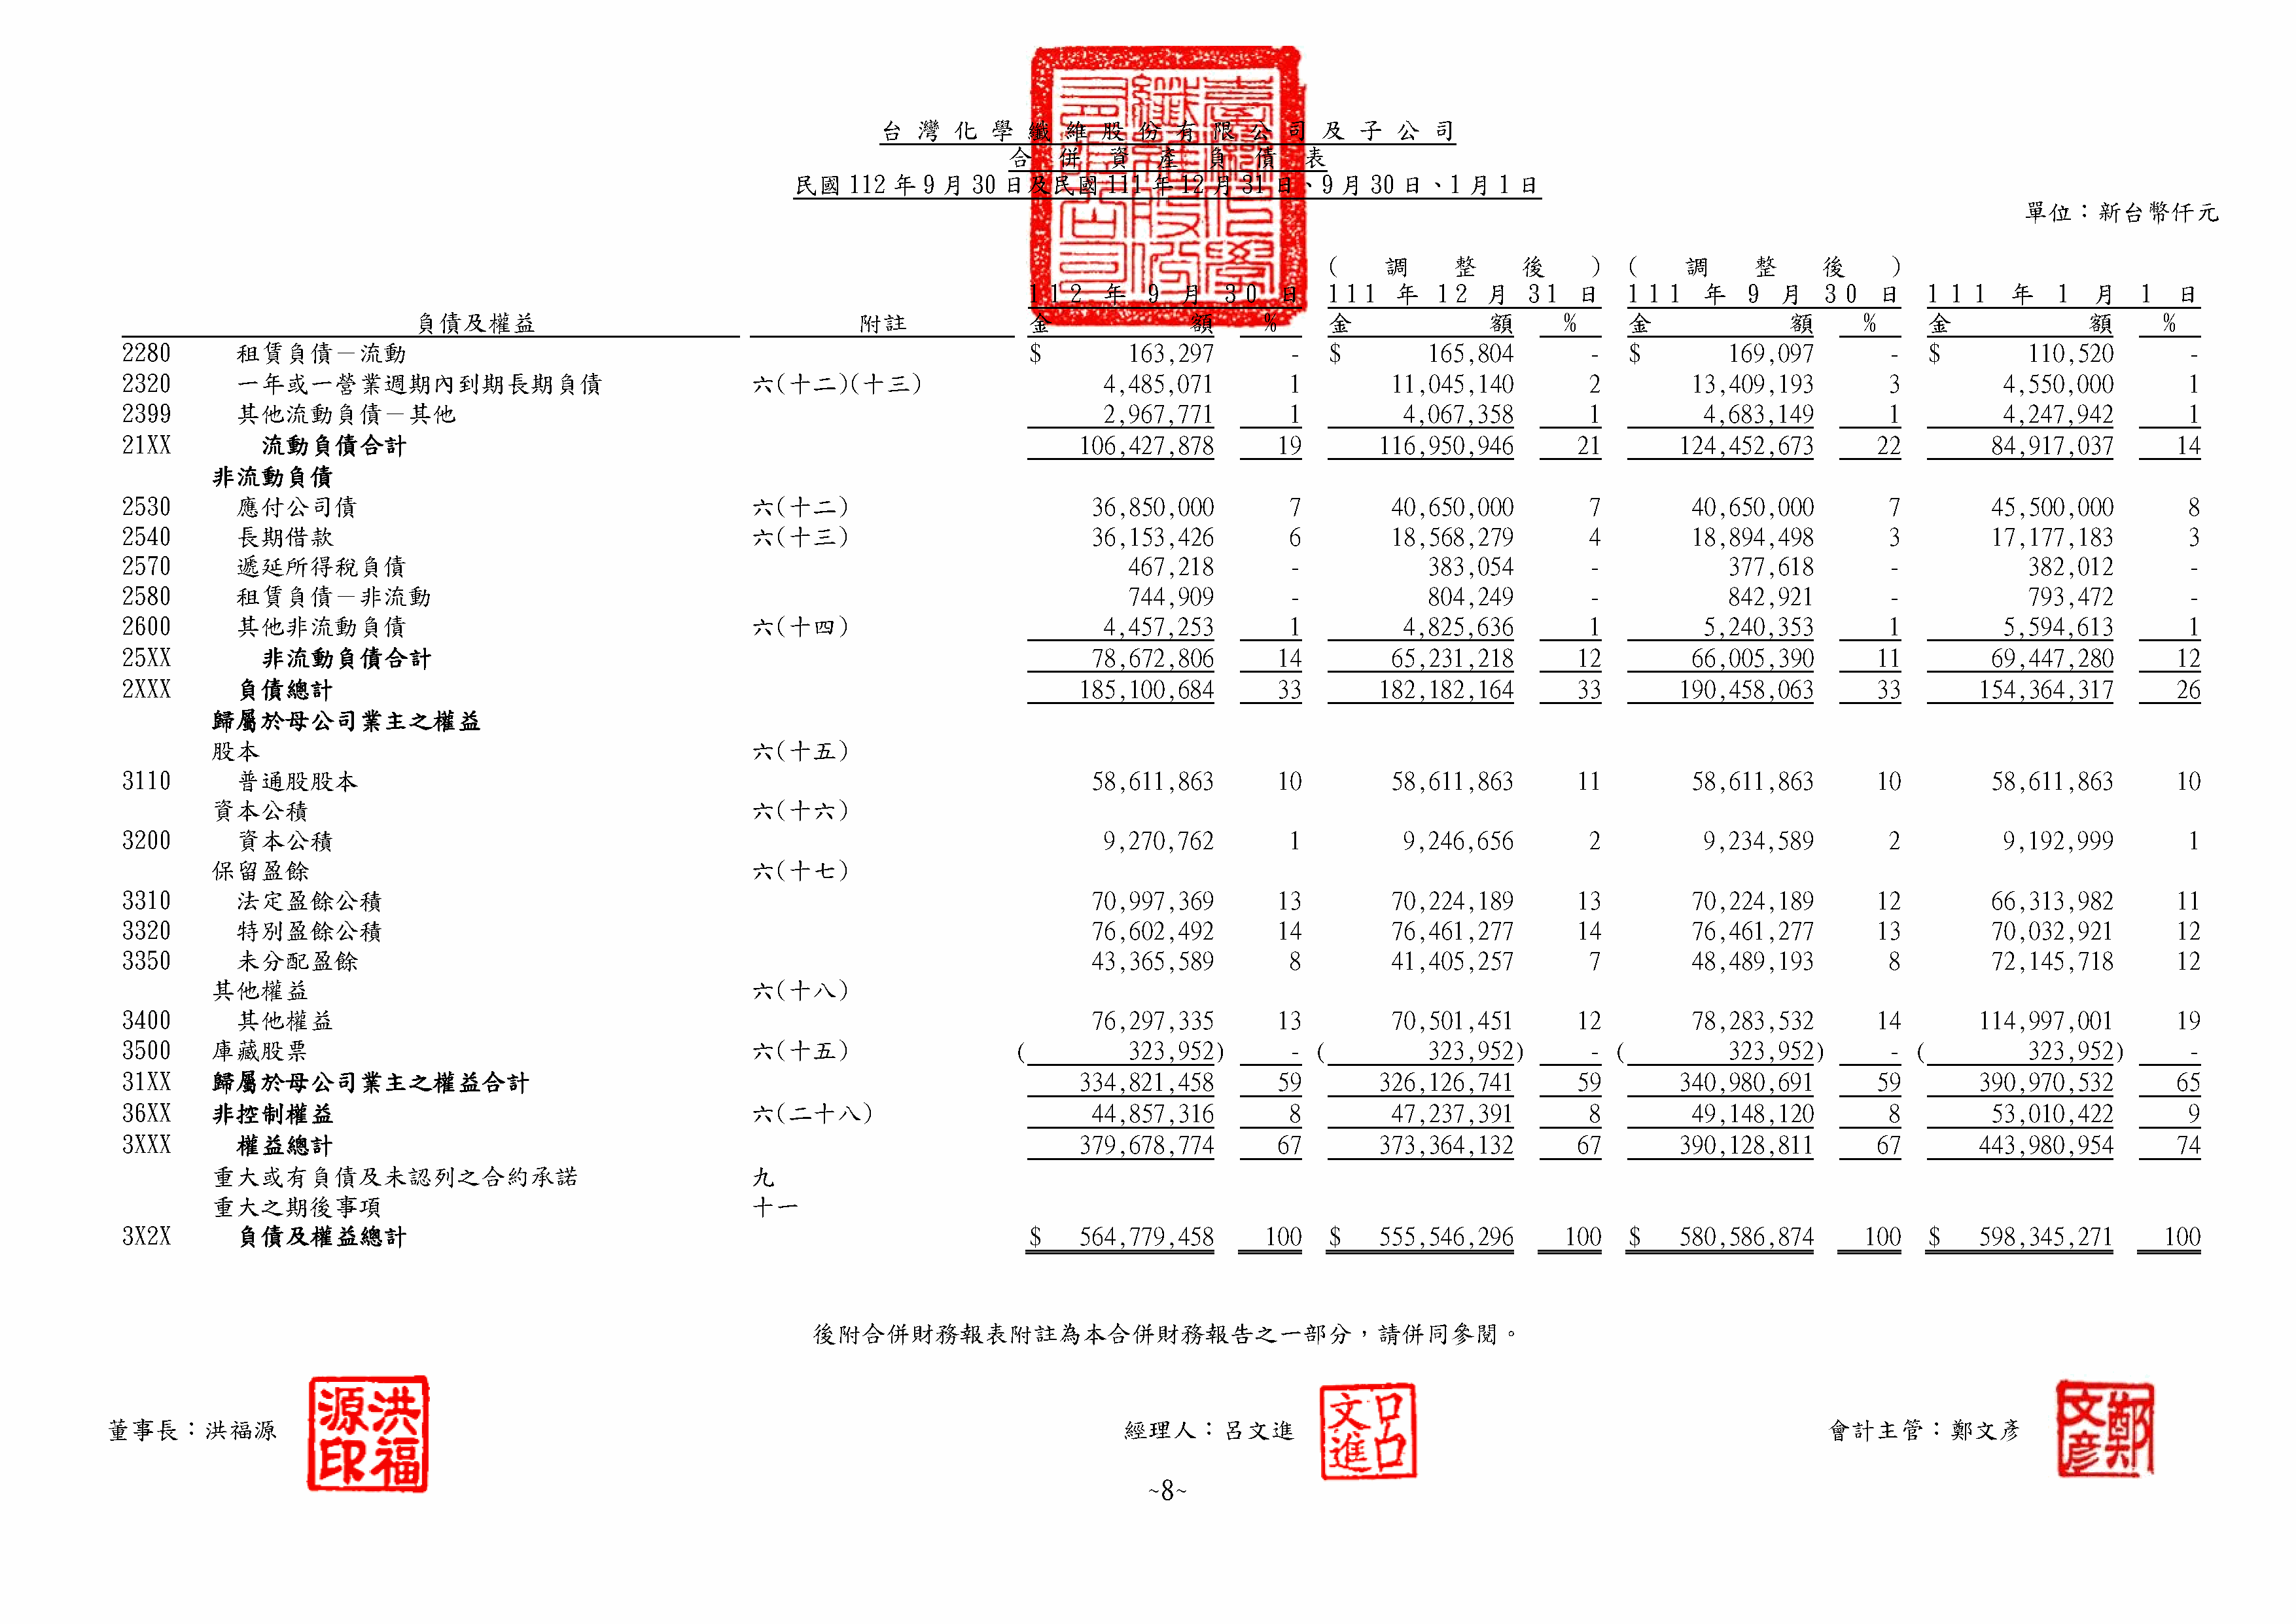 台灣化學纖維股份有限公司及子公司
合併資產負債表
民國 112 年 9 月 30 日及民國 111 年 12 月 31 日、9 月 30 日、1 月 1 日
單位：新台幣仟元
(調整後) (調整後)
112 年 9 月 30 日 111 年 12 月 31 日 111 年 9 月 30 日 111 年 1 月 1 日
負債及權益 附註 金額 % 金額 % 金額 % 金額 %
2280 租賃負債－流動 $ 163,297 - $ 165,804 - $ 169,097 - $ 110,520 -
2320 一年或一營業週期內到期長期負債 六(十二)(十三) 4,485,071 1 11,045,140 2 13,409,193 3 4,550,000 1
2399 其他流動負債－其他 2,967,771 1 4,067,358 1 4,683,149 1 4,247,942 1
21XX 流動負債合計 106,427,878 19 116,950,946 21 124,452,673 22 84,917,037 14
非流動負債
2530 應付公司債 六(十二) 36,850,000 7 40,650,000 7 40,650,000 7 45,500,000 8
2540 長期借款 六(十三) 36,153,426 6 18,568,279 4 18,894,498 3 17,177,183 3
2570 遞延所得稅負債 467,218 - 383,054 - 377,618 - 382,012 -
2580 租賃負債－非流動 744,909 - 804,249 - 842,921 - 793,472 -
2600 其他非流動負債 六(十四) 4,457,253 1 4,825,636 1 5,240,353 1 5,594,613 1
25XX 非流動負債合計 78,672,806 14 65,231,218 12 66,005,390 11 69,447,280 12
2XXX 負債總計 185,100,684 33 182,182,164 33 190,458,063 33 154,364,317 26
歸屬於母公司業主之權益
股本 六(十五)
3110 普通股股本 58,611,863 10 58,611,863 11 58,611,863 10 58,611,863 10
資本公積 六(十六)
3200 資本公積 9,270,762 1 9,246,656 2 9,234,589 2 9,192,999 1
保留盈餘 六(十七)
3310 法定盈餘公積 70,997,369 13 70,224,189 13 70,224,189 12 66,313,982 11
3320 特別盈餘公積 76,602,492 14 76,461,277 14 76,461,277 13 70,032,921 12
3350 未分配盈餘 43,365,589 8 41,405,257 7 48,489,193 8 72,145,718 12
其他權益 六(十八)
3400 其他權益 76,297,335 13 70,501,451 12 78,283,532 14 114,997,001 19
3500 庫藏股票 六(十五) ( 323,952) - ( 323,952) - ( 323,952) - ( 323,952) -
31XX 歸屬於母公司業主之權益合計 334,821,458 59 326,126,741 59 340,980,691 59 390,970,532 65
36XX 非控制權益 六(二十八) 44,857,316 8 47,237,391 8 49,148,120 8 53,010,422 9
3XXX 權益總計 379,678,774 67 373,364,132 67 390,128,811 67 443,980,954 74
重大或有負債及未認列之合約承諾 九
重大之期後事項 十一
3X2X 負債及權益總計 $ 564,779,458 100 $ 555,546,296 100 $ 580,586,874 100 $ 598,345,271 100
後附合併財務報表附註為本合併財務報告之一部分，請併同參閱。
董事長：洪福源 洪福源印 經理人：呂文進 呂文進 會計主管：鄭文彥 鄭文彥
~8~